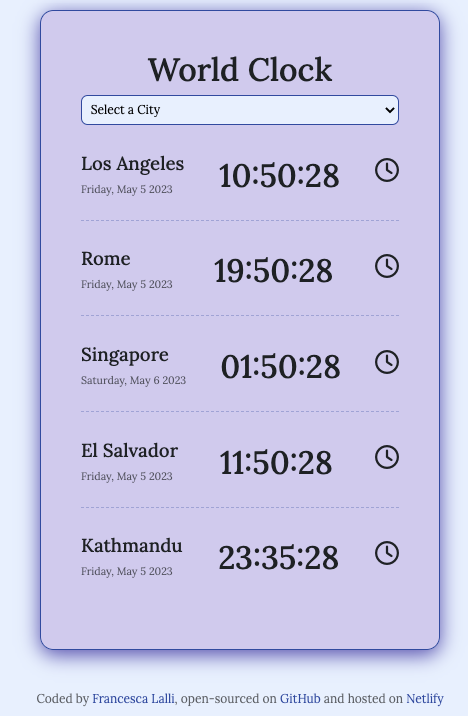 World Clock
Select a City
Los Angeles 10:50:28
Friday, May 5 2023
Rome 19:50:28
Friday, May 5 2023
Singapore 01:50:28
Saturday, May 6 2023
El Salvador 11:50:28
Friday, May 5 2023
Kathmandu 23:35:28
Friday, May 5 2023
Coded by Francesca Lalli, open-sourced on GitHub and hosted on Netlify